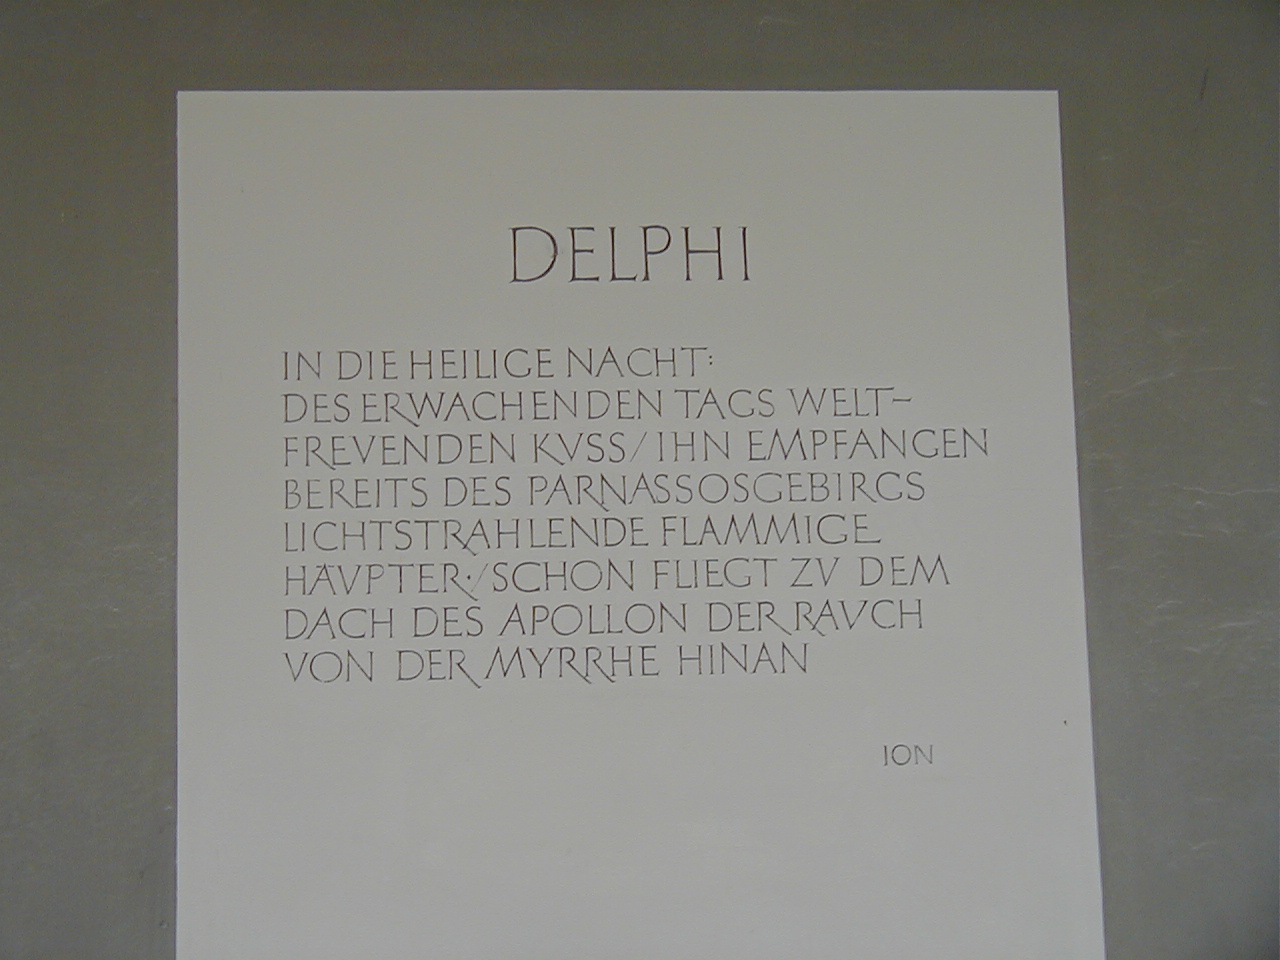 DELPHI
IN DIE HEILIGE NACHT:
DES ERWACHENDEN TAGS WELT-
FREVENDEN KVSS/IHN EMPFANGEN
BEREITS DES PARNASSOSGEBIRGS
LICHTSTRAHLENDE FLAMMIGE
HÄVPTER·/SCHON FLIEGT ZV DEM
DACH DES APOLLON DER RAVCH
VON DER MYRRHE HINAN
ION